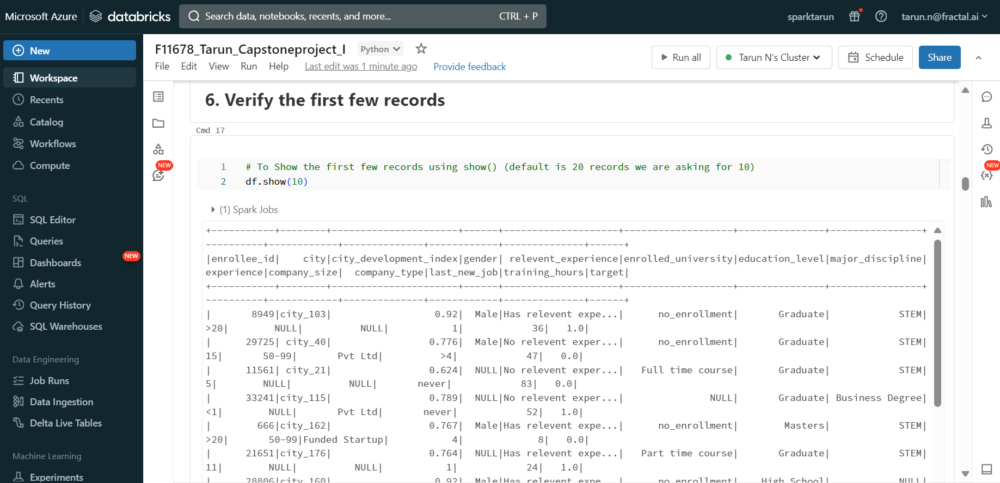 Microsoft Azure databricks Search data, notebooks, recents, and more... CTRL + P sparktarun tarun.n@fractal.ai
New
Workspace
Recents
Catalog
Workflows
Compute
SQL
SQL Editor
Queries
Dashboards NEW
Alerts
Query History
SQL Warehouses
Data Engineering
Job Runs
Data Ingestion
Delta Live Tables
Machine Learning
Experiments
F11678_Tarun_Capstoneproject_I Python
File Edit View Run Help Last edit was 1 minute ago Provide feedback
Run all Tarun N's Cluster Schedule Share
NEW
NEW
6. Verify the first few records
Cmd 17
1 # To Show the first few records using show() (default is 20 records we are asking for 10)
2 df.show(10)
(1) Spark Jobs
+-----------+--------+----------------------+------+--------------------+-------------------+---------------+----------------+
----------+------------+--------------+------------+--------------+------+
|enrollee_id|    city|city_development_index|gender| relevent_experience|enrolled_university|education_level|major_discipline|
experience|company_size|  company_type|last_new_job|training_hours|target|
+-----------+--------+----------------------+------+--------------------+-------------------+---------------+----------------+
----------+------------+--------------+------------+--------------+------+
|       8949|city_103|                  0.92|  Male|Has relevent expe...|      no_enrollment|       Graduate|            STEM|
>20|        NULL|          NULL|           1|            36|   1.0|
|      29725| city_40|                 0.776|  Male|No relevent exper...|      no_enrollment|       Graduate|            STEM|
15|       50-99|       Pvt Ltd|          >4|            47|   0.0|
|      11561| city_21|                 0.624|  NULL|No relevent exper...|   Full time course|       Graduate|            STEM|
5|        NULL|          NULL|       never|            83|   0.0|
|      33241|city_115|                 0.789|  NULL|No relevent exper...|               NULL|       Graduate| Business Degree|
<1|        NULL|       Pvt Ltd|       never|            52|   1.0|
|        666|city_162|                 0.767|  Male|Has relevent expe...|      no_enrollment|        Masters|            STEM|
>20|       50-99|Funded Startup|           4|             8|   0.0|
|      21651|city_176|                 0.764|  NULL|Has relevent expe...|   Part time course|       Graduate|            STEM|
11|        NULL|          NULL|           1|            24|   1.0|
|      28806|city_160|                  0.92|  Male|Has relevent expe...|      no_enrollment|    High School|            NULL|